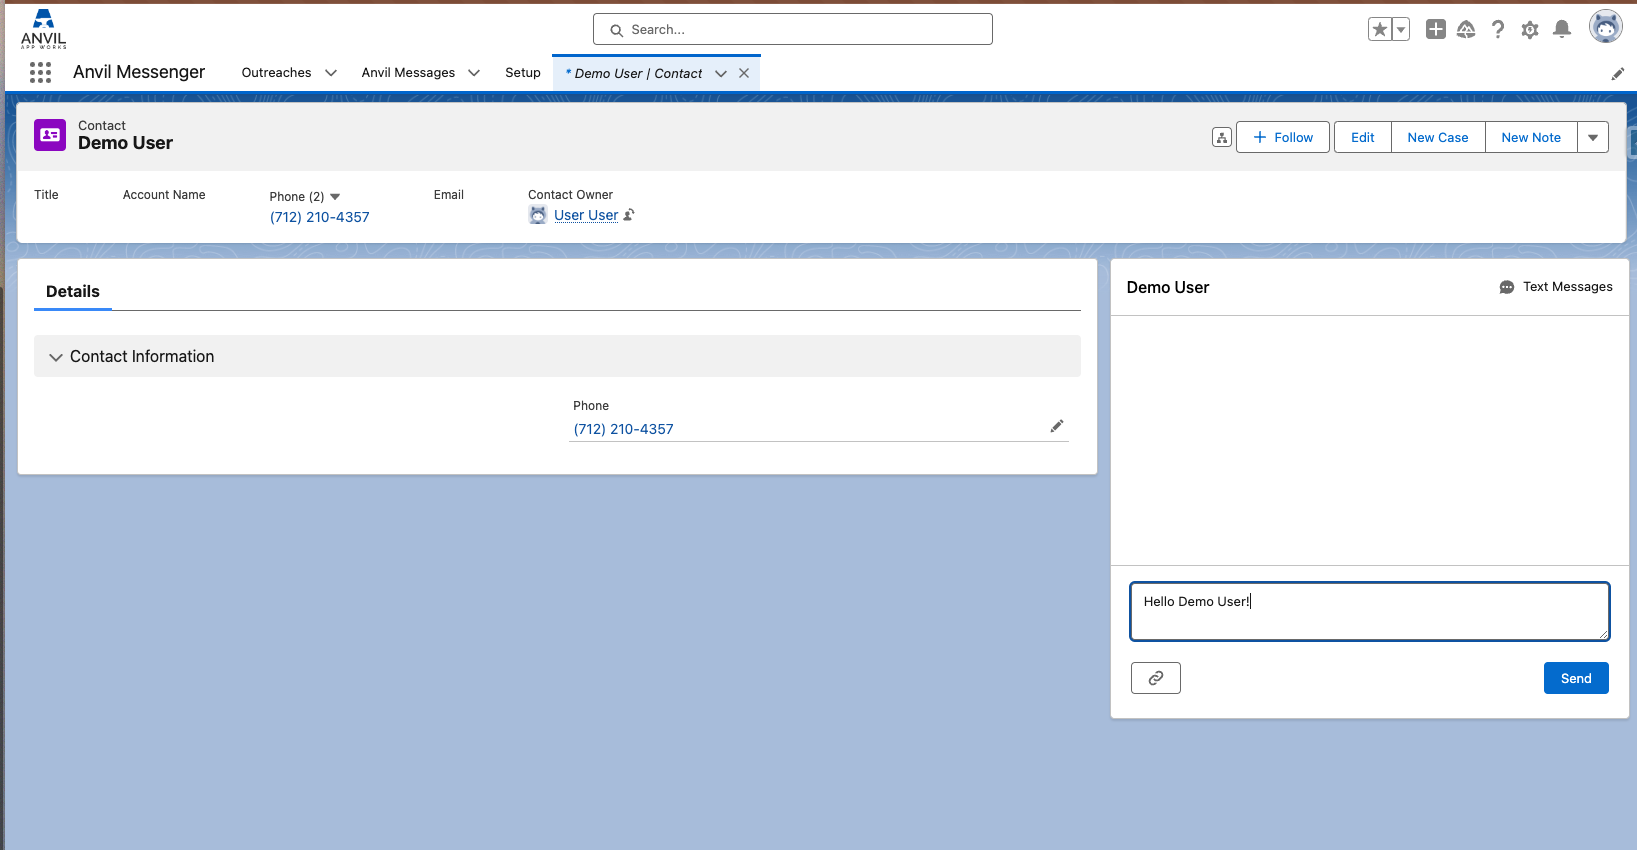 ANVIL
APP WORKS
Search...
Anvil Messenger
Outreaches
Anvil Messages
Setup
* Demo User | Contact
Contact
Demo User
Follow
Edit
New Case
New Note
Title
Account Name
Phone (2)
Email
Contact Owner
(712) 210-4357
User User
Details
Demo User
Text Messages
Contact Information
Phone
(712) 210-4357
Hello Demo User!
Send